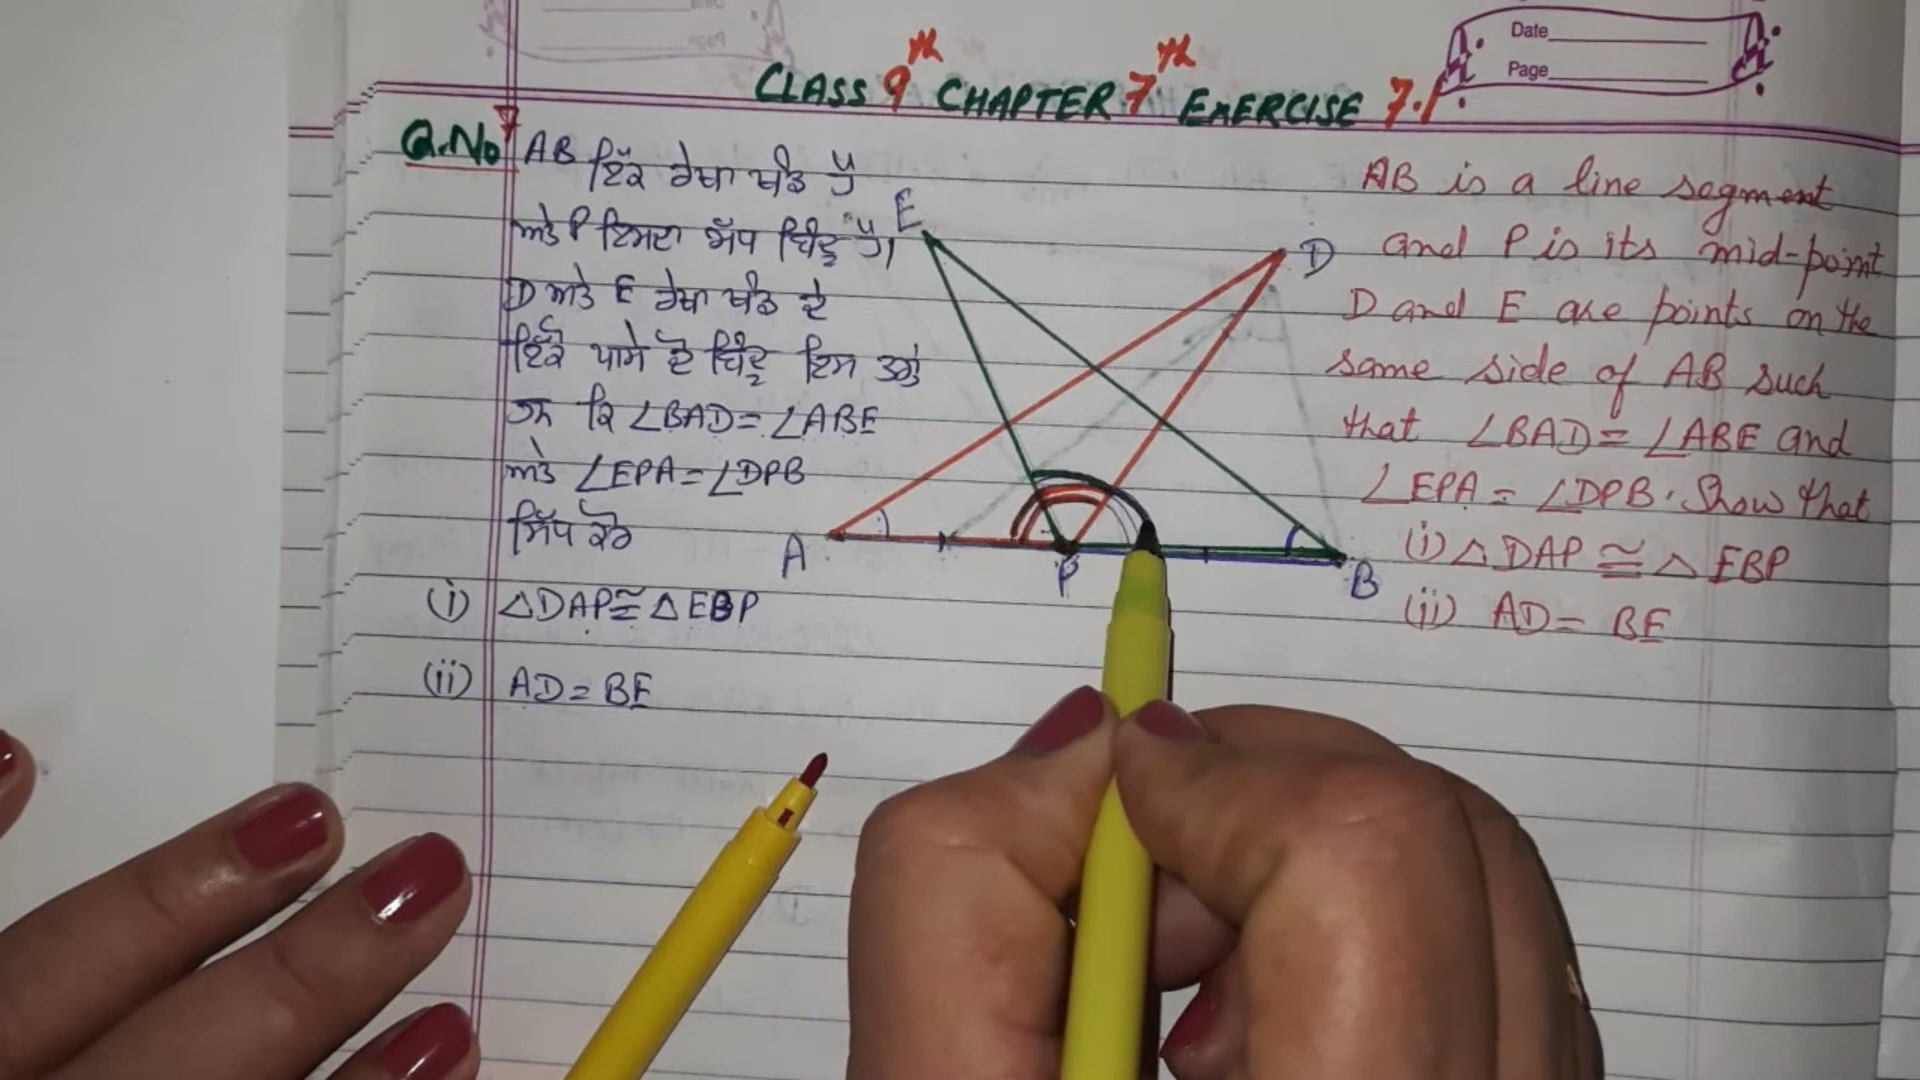 Date
Page
CLASS 9th CHAPTER 7th EXERCISE 7.1
Q.No 7
AB ਇੱਕ ਰੇਖਾ ਖੰਡ ਹੈ
ਅਤੇ P ਇਸਦਾ ਮੱਧ ਬਿੰਦੂ ਹੈ।
D ਅਤੇ E ਰੇਖਾ ਖੰਡ ਦੇ
ਇੱਕੋ ਪਾਸੇ ਦੋ ਬਿੰਦੂ ਇਸ ਤਰ੍ਹਾਂ
ਹਨ ਕਿ ∠BAD = ∠ABE
ਅਤੇ ∠EPA = ∠DPB
ਸਿੱਧ ਕਰੋ
(i) △DAP ≅ △EBP
(ii) AD = BE
E
D
A
P
B
AB is a line segment
and P is its mid-point
D and E are points on the
same side of AB such
that ∠BAD = ∠ABE and
∠EPA = ∠DPB. Show that
(i) △DAP ≅ △EBP
(ii) AD = BE